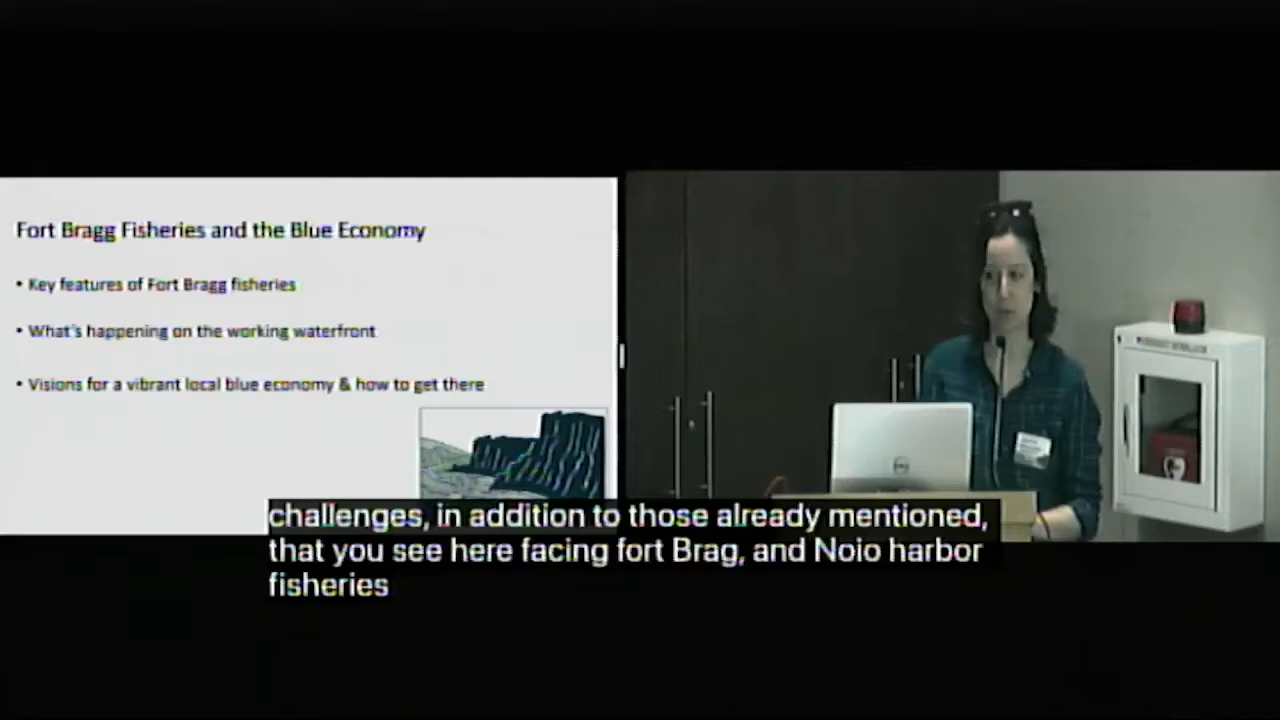 Fort Bragg Fisheries and the Blue Economy
• Key features of Fort Bragg fisheries
• What's happening on the working waterfront
• Visions for a vibrant local blue economy & how to get there
challenges, in addition to those already mentioned,
that you see here facing fort Brag, and Noio harbor
fisheries
DELL